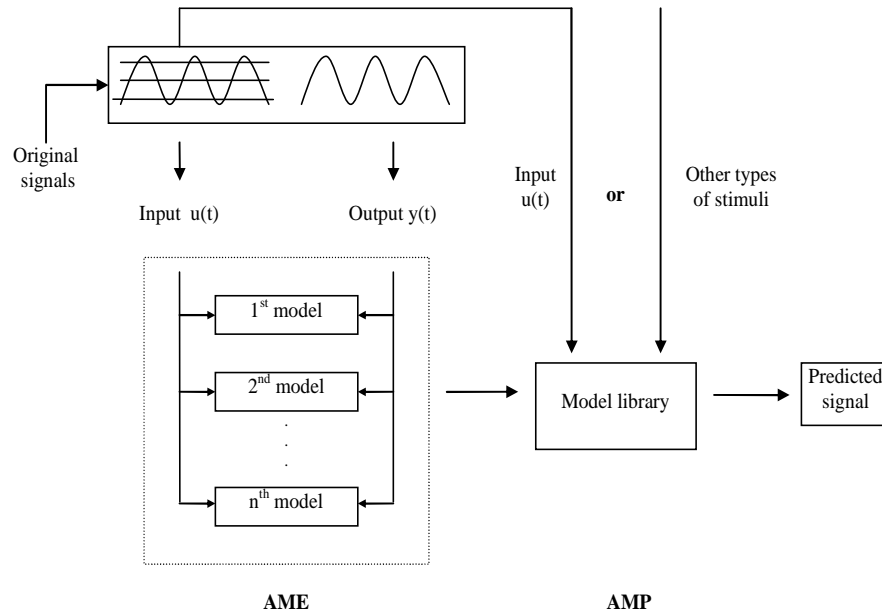 Original
signals
Input u(t)
Output y(t)
Input
u(t)
or
Other types
of stimuli
1st model
2nd model
.
.
.
nth model
Model library
Predicted
signal
AME
AMP